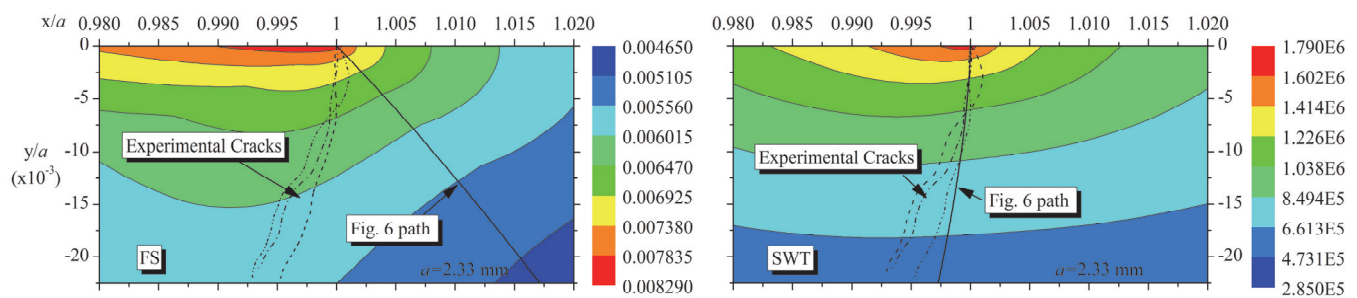 x/a
0.980 0.985 0.990 0.995 1 1.005 1.010 1.015 1.020
0
-5
-10
-15
-20
y/a
(x10-3)
Experimental Cracks
Fig. 6 path
FS
a=2.33 mm
0.004650
0.005105
0.005560
0.006015
0.006470
0.006925
0.007380
0.007835
0.008290
x/a
0.980 0.985 0.990 0.995 1 1.005 1.010 1.015 1.020
0
-5
-10
-15
-20
Experimental Cracks
Fig. 6 path
SWT
a=2.33 mm
1.790E6
1.602E6
1.414E6
1.226E6
1.038E6
8.494E5
6.613E5
4.731E5
2.850E5